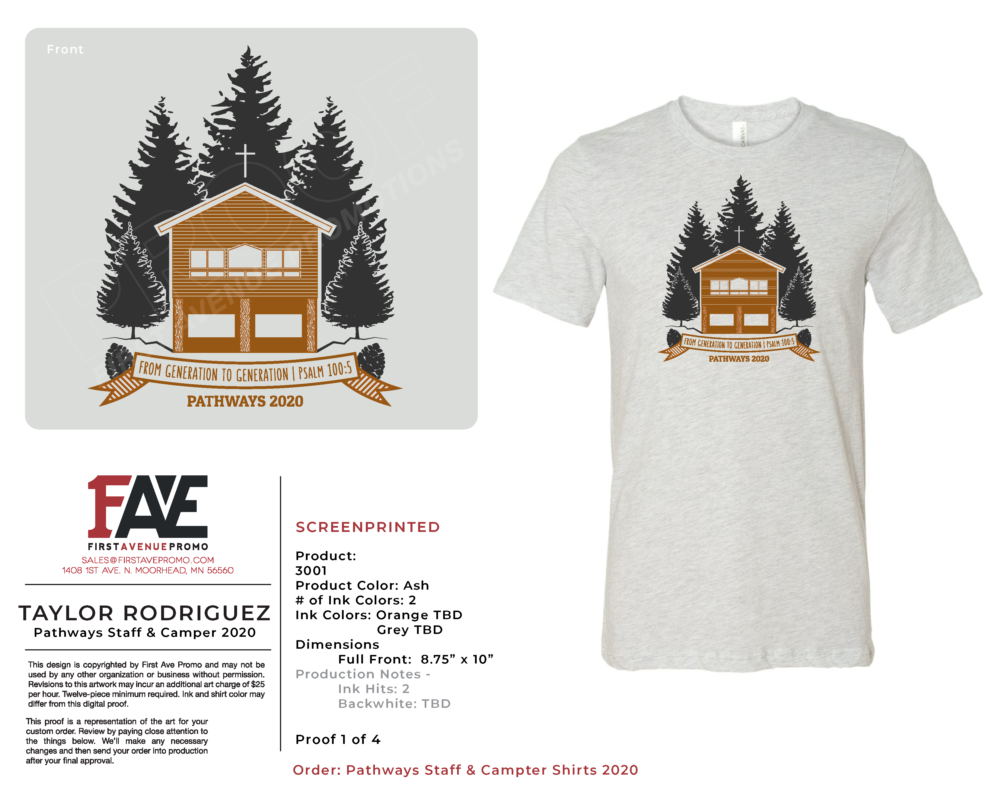 Front
PROOF
FIRST AVENUE PROMOTIONS
FROM GENERATION TO GENERATION | PSALM 100:5
PATHWAYS 2020
CANVAS
FROM GENERATION TO GENERATION | PSALM 100:5
PATHWAYS 2020
1FAVE
FIRST AVENUE PROMO
SALES@FIRSTAVEPROMO.COM
1408 1ST AVE. N. MOORHEAD, MN 56560
TAYLOR RODRIGUEZ
Pathways Staff & Camper 2020
This design is copyrighted by First Ave Promo and may not be
used by any other organization or business without permission.
Revisions to this artwork may incur an additional art charge of $25
per hour. Twelve-piece minimum required. Ink and shirt color may
differ from this digital proof.
This proof is a representation of the art for your
custom order. Review by paying close attention to
the things below. We'll make any necessary
changes and then send your order into production
after your final approval.
SCREENPRINTED
Product:
3001
Product Color: Ash
# of Ink Colors: 2
Ink Colors: Orange TBD
Grey TBD
Dimensions
Full Front: 8.75” x 10”
Production Notes -
Ink Hits: 2
Backwhite: TBD
Proof 1 of 4
Order: Pathways Staff & Campter Shirts 2020